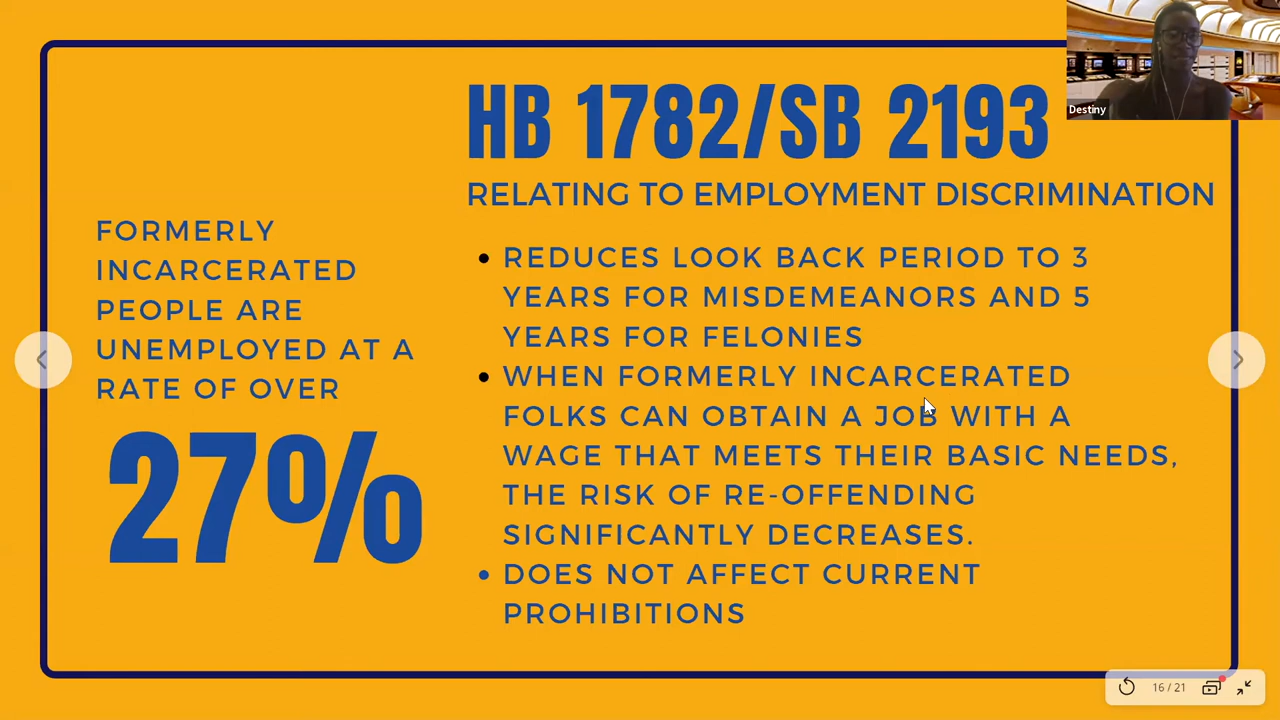 HB 1782/SB 2193
RELATING TO EMPLOYMENT DISCRIMINATION
FORMERLY
INCARCERATED
PEOPLE ARE
UNEMPLOYED AT A
RATE OF OVER
27%
• REDUCES LOOK BACK PERIOD TO 3
YEARS FOR MISDEMEANORS AND 5
YEARS FOR FELONIES
• WHEN FORMERLY INCARCERATED
FOLKS CAN OBTAIN A JOB WITH A
WAGE THAT MEETS THEIR BASIC NEEDS,
THE RISK OF RE-OFFENDING
SIGNIFICANTLY DECREASES.
• DOES NOT AFFECT CURRENT
PROHIBITIONS
Destiny
16 / 21